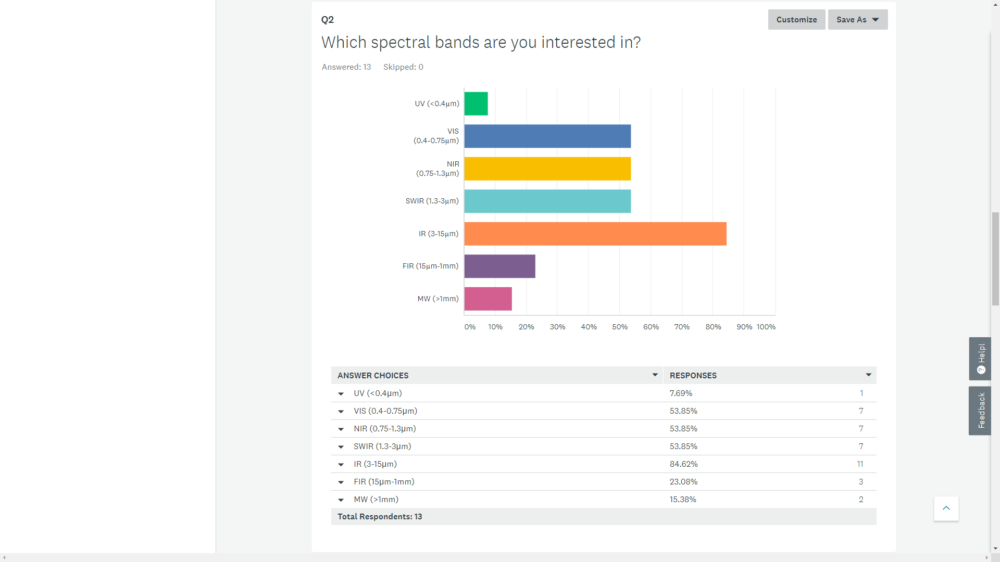 Q2
Customize
Save As
Which spectral bands are you interested in?
Answered: 13 Skipped: 0
UV (<0.4µm)
VIS
(0.4-0.75µm)
NIR
(0.75-1.3µm)
SWIR (1.3-3µm)
IR (3-15µm)
FIR (15µm-1mm)
MW (>1mm)
0% 10% 20% 30% 40% 50% 60% 70% 80% 90% 100%
ANSWER CHOICES RESPONSES
UV (<0.4µm) 7.69% 1
VIS (0.4-0.75µm) 53.85% 7
NIR (0.75-1.3µm) 53.85% 7
SWIR (1.3-3µm) 53.85% 7
IR (3-15µm) 84.62% 11
FIR (15µm-1mm) 23.08% 3
MW (>1mm) 15.38% 2
Total Respondents: 13
? Help!
Feedback